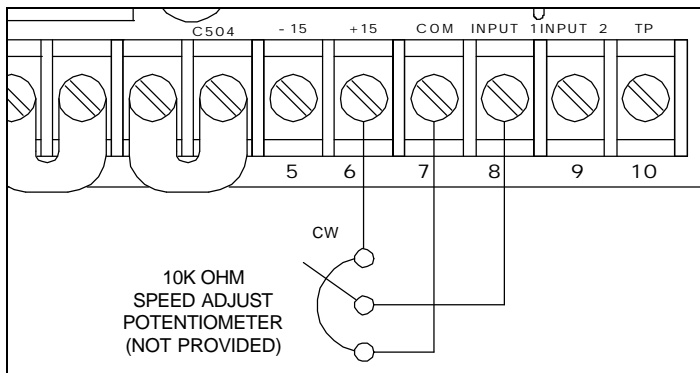 C504 - 15 +15 COM INPUT 1 INPUT 2 TP
5 6 7 8 9 10
CW
10K OHM
SPEED ADJUST
POTENTIOMETER
(NOT PROVIDED)